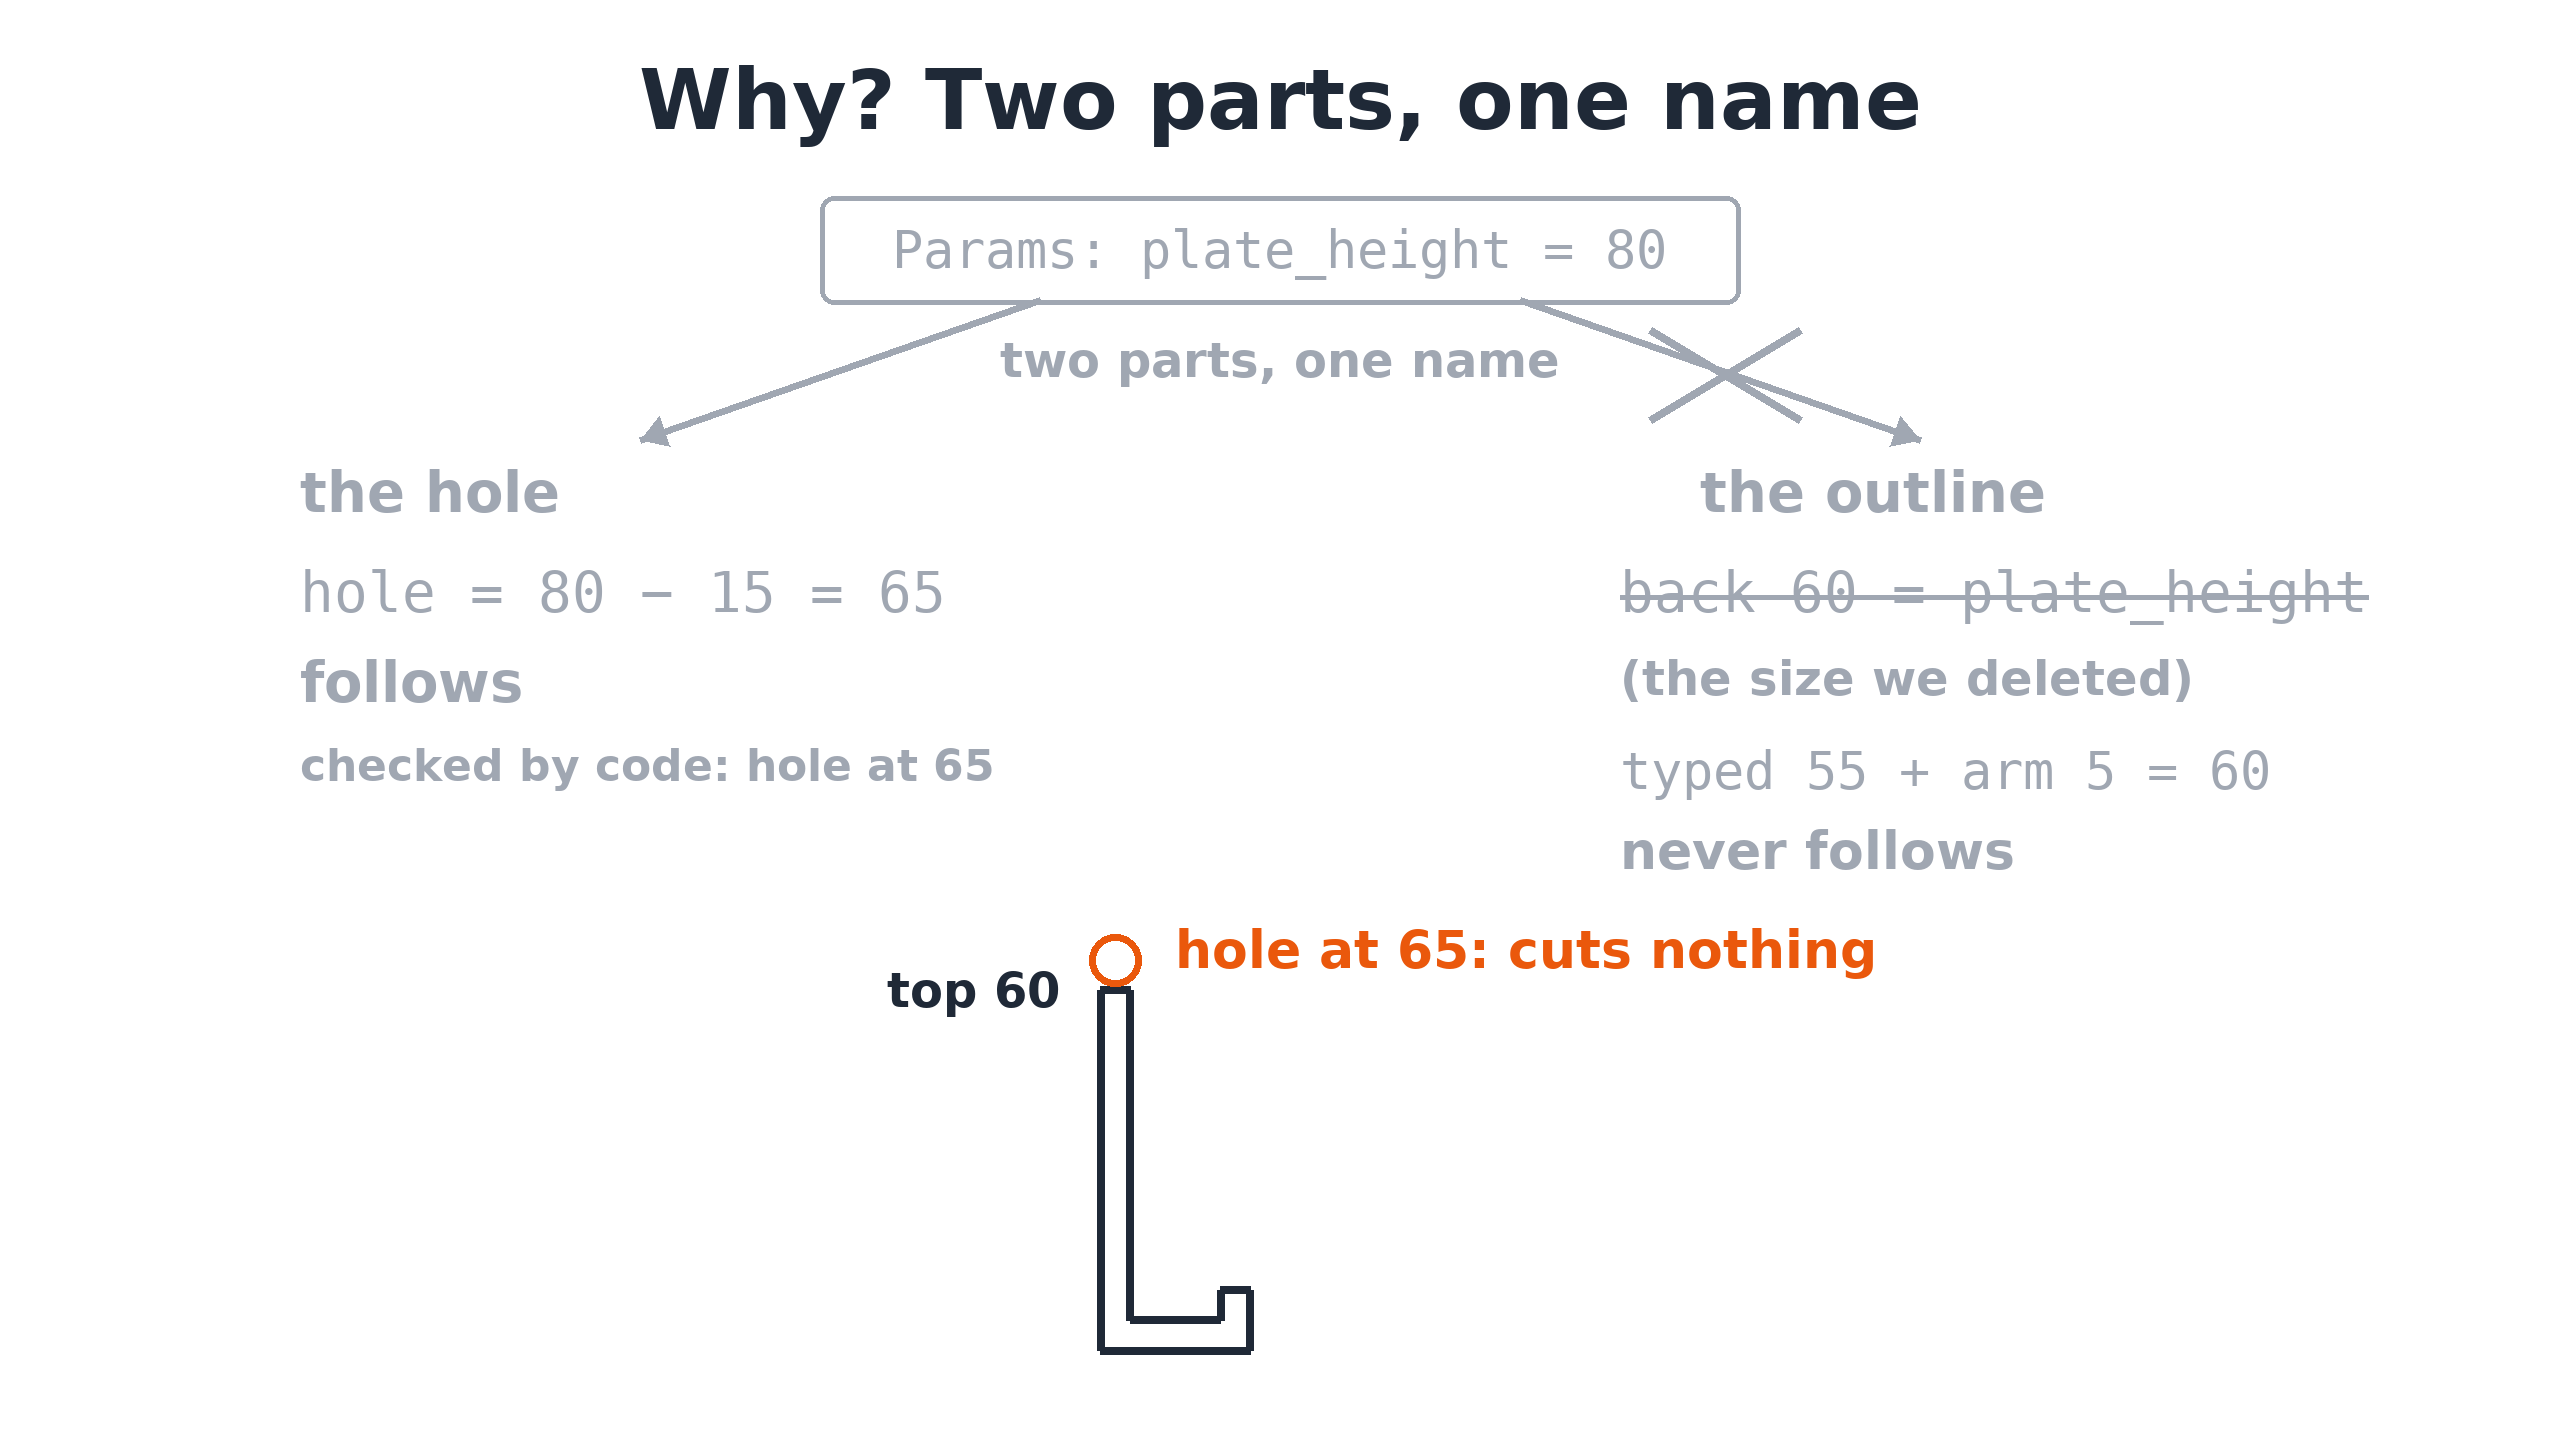 Why? Two parts, one name
Params: plate_height = 80
two parts, one name
the hole
hole = 80 − 15 = 65
follows
checked by code: hole at 65
the outline
back 60 = plate_height
(the size we deleted)
typed 55 + arm 5 = 60
never follows
hole at 65: cuts nothing
top 60